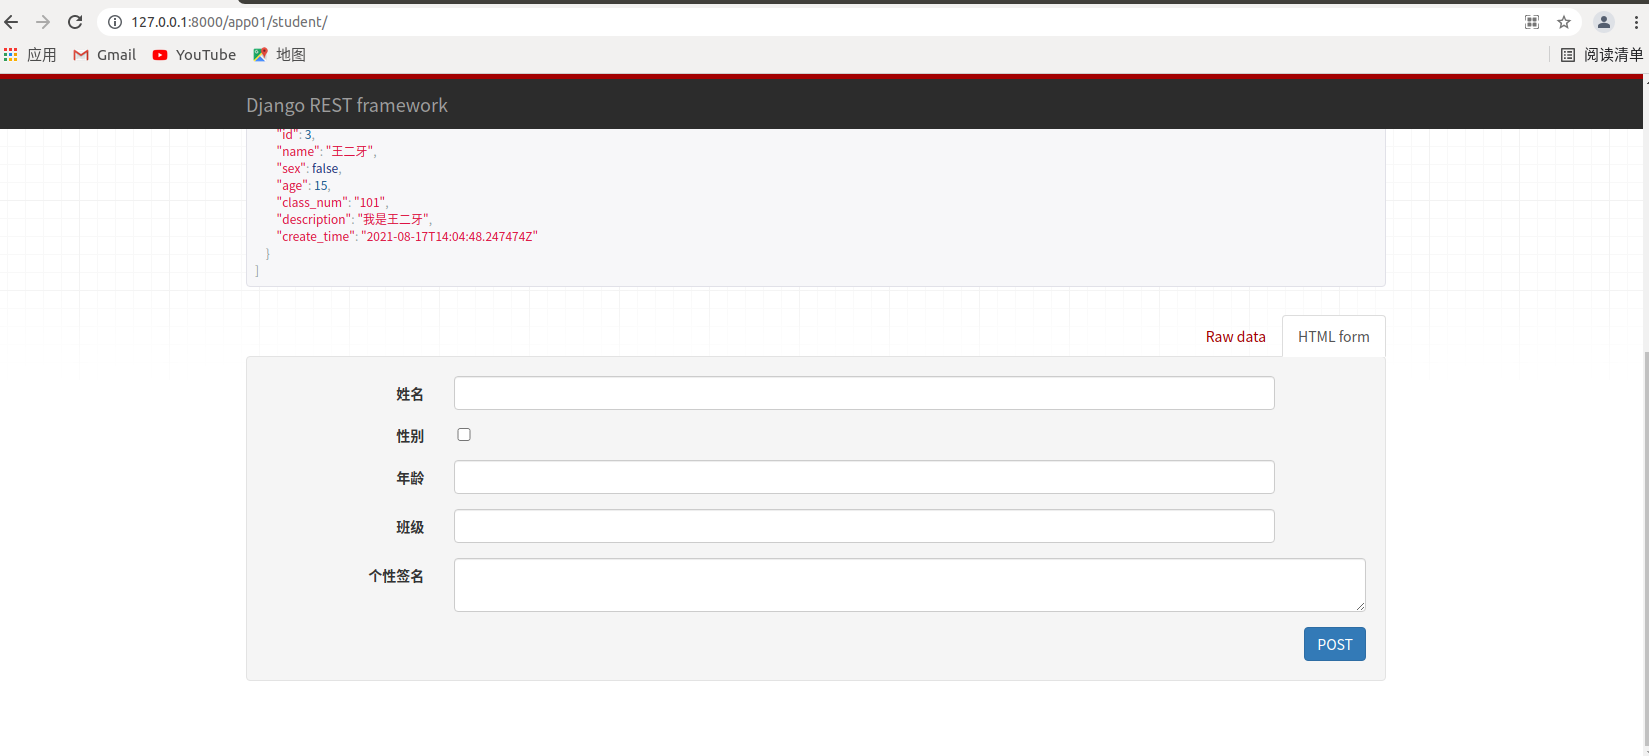 127.0.0.1:8000/app01/student/
应用 Gmail YouTube 地图 阅读清单
Django REST framework
"id": 3,
"name": "王二牙",
"sex": false,
"age": 15,
"class_num": "101",
"description": "我是王二牙",
"create_time": "2021-08-17T14:04:48.247474Z"
}
]
Raw data HTML form
姓名
性别
年龄
班级
个性签名
POST